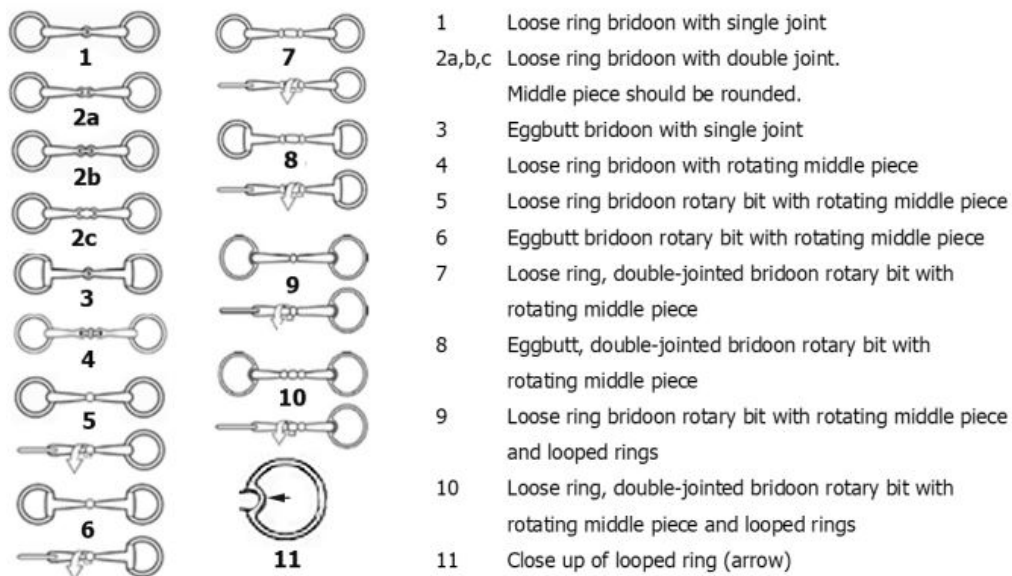 1
2a
2b
2c
3
4
5
6
7
8
9
10
11
1 Loose ring bridoon with single joint
2a,b,c Loose ring bridoon with double joint.
Middle piece should be rounded.
3 Eggbutt bridoon with single joint
4 Loose ring bridoon with rotating middle piece
5 Loose ring bridoon rotary bit with rotating middle piece
6 Eggbutt bridoon rotary bit with rotating middle piece
7 Loose ring, double-jointed bridoon rotary bit with
rotating middle piece
8 Eggbutt, double-jointed bridoon rotary bit with
rotating middle piece
9 Loose ring bridoon rotary bit with rotating middle piece
and looped rings
10 Loose ring, double-jointed bridoon rotary bit with
rotating middle piece and looped rings
11 Close up of looped ring (arrow)